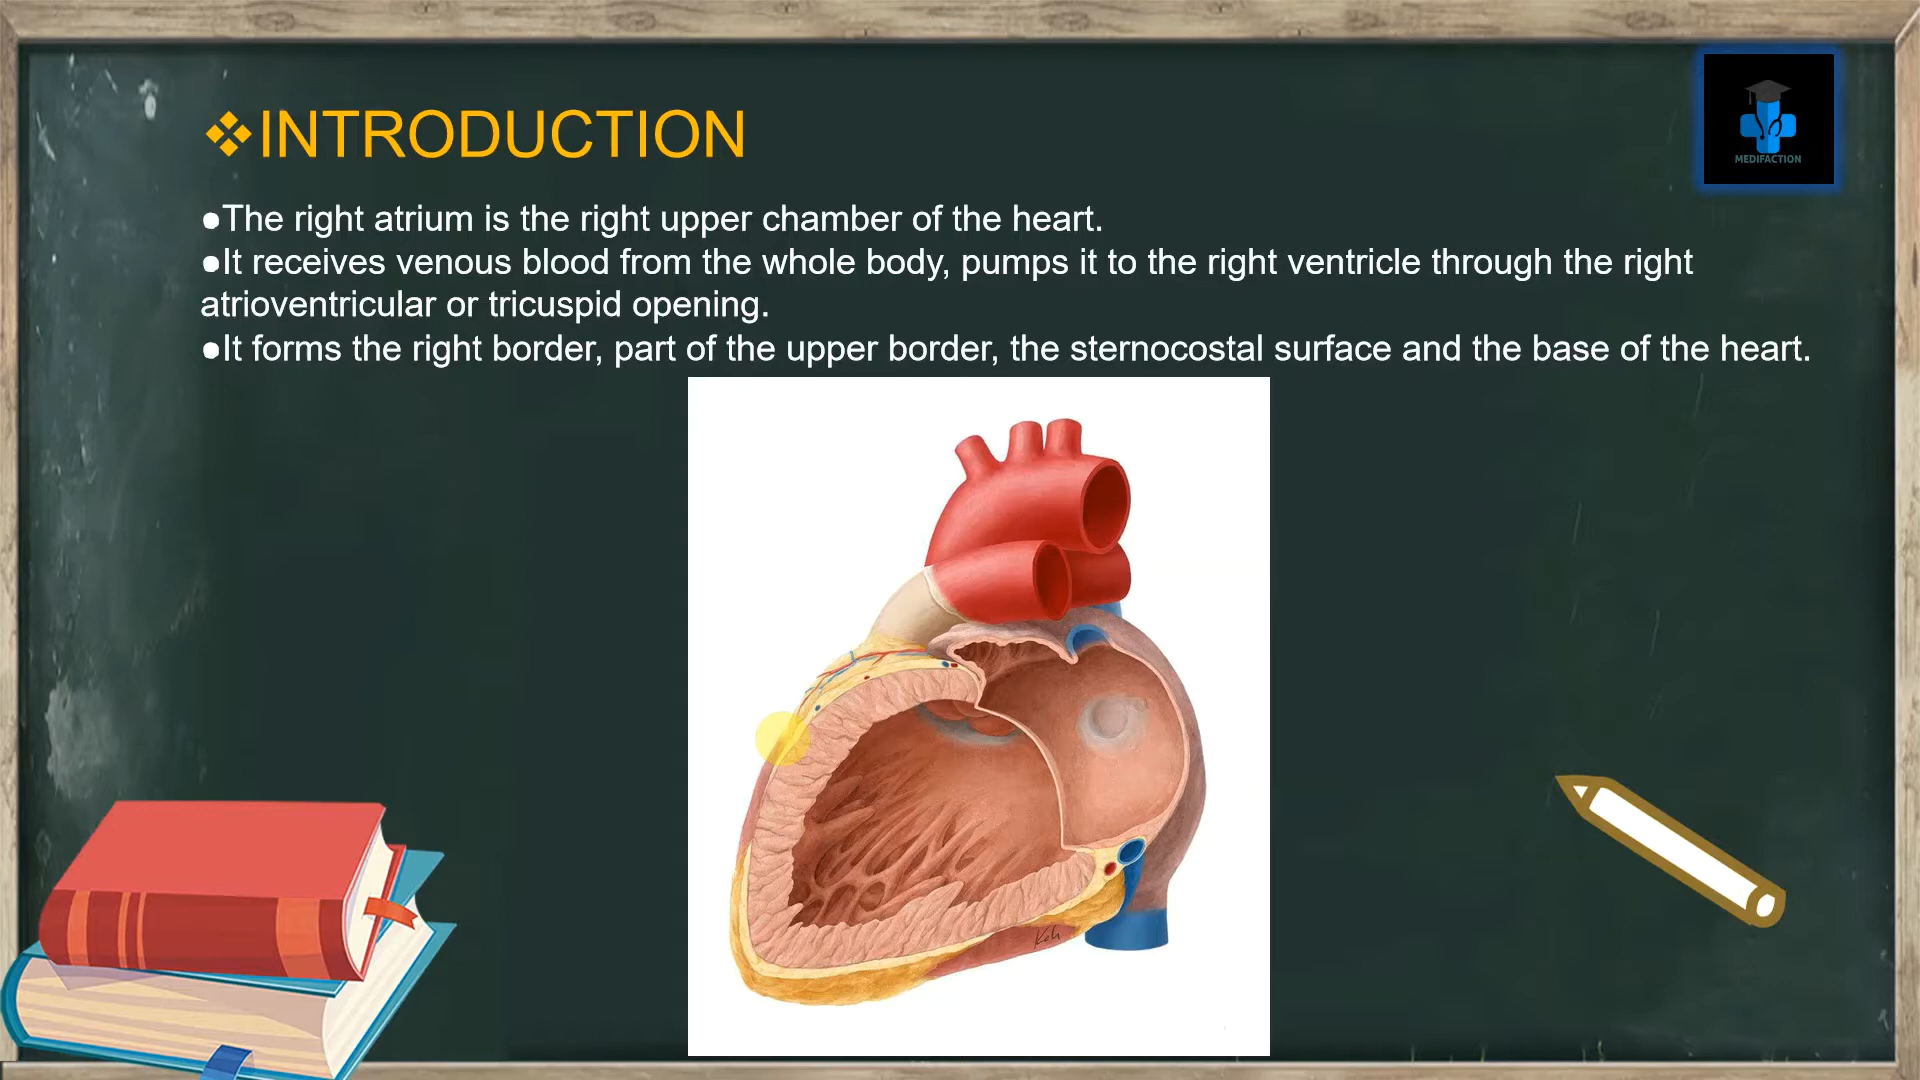 ❖INTRODUCTION
MEDIFACTION
●The right atrium is the right upper chamber of the heart.
●It receives venous blood from the whole body, pumps it to the right ventricle through the right
atrioventricular or tricuspid opening.
●It forms the right border, part of the upper border, the sternocostal surface and the base of the heart.